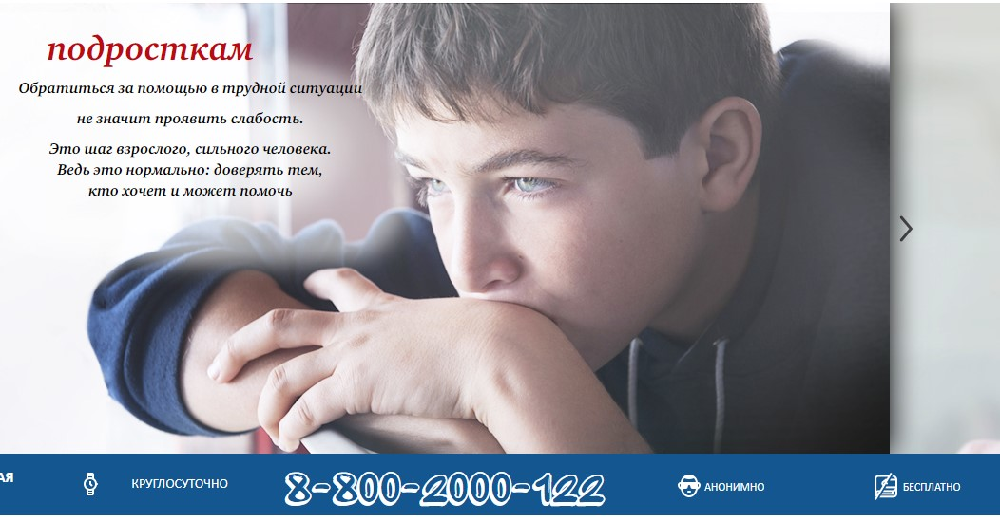 подросткам
Обратиться за помощью в трудной ситуации
не значит проявить слабость.
Это шаг взрослого, сильного человека.
Ведь это нормально: доверять тем,
кто хочет и может помочь
АЯ
КРУГЛОСУТОЧНО
8-800-2000-122
АНОНИМНО
БЕСПЛАТНО